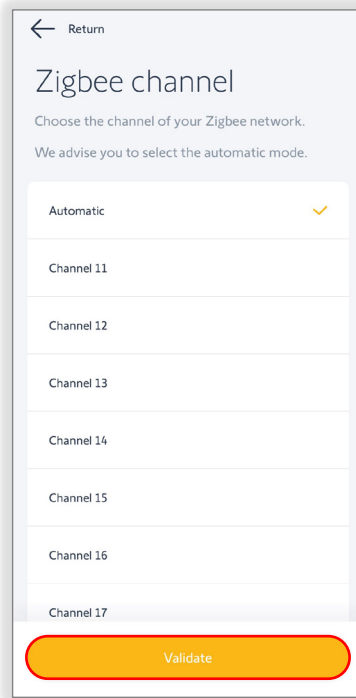 Return
Zigbee channel
Choose the channel of your Zigbee network.
We advise you to select the automatic mode.
Automatic
Channel 11
Channel 12
Channel 13
Channel 14
Channel 15
Channel 16
Channel 17
Validate